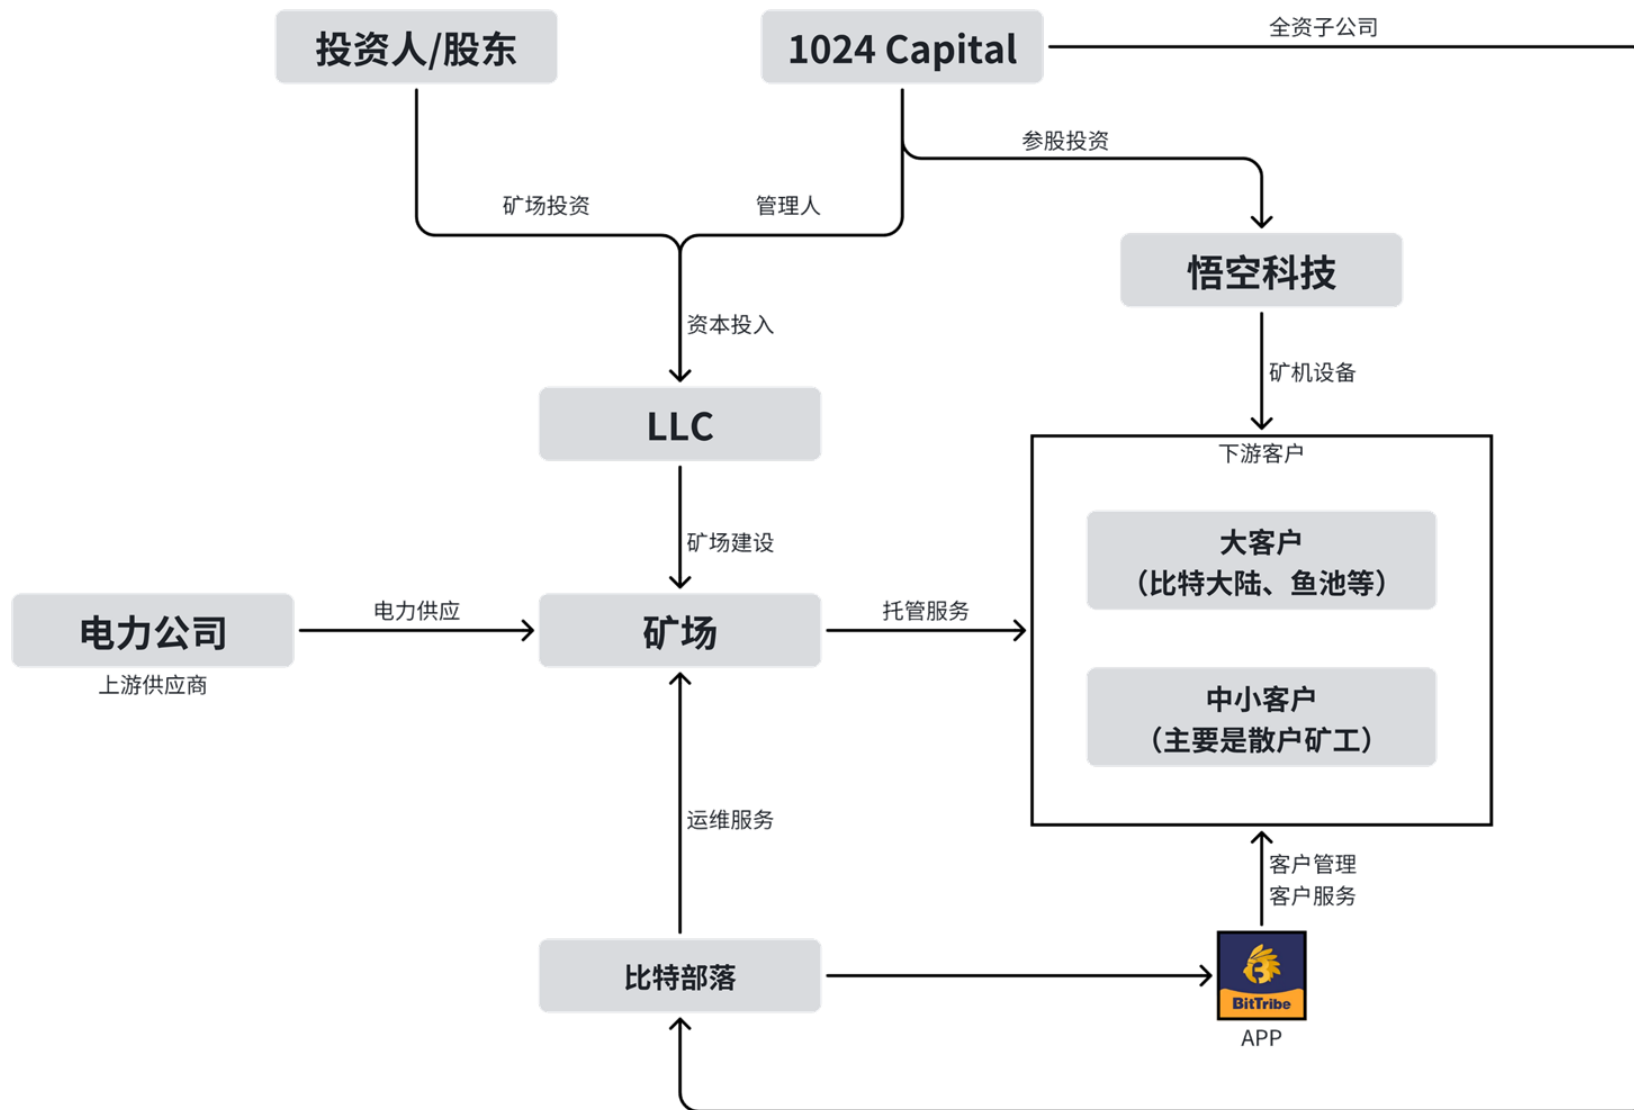 投资人/股东
1024 Capital
全资子公司
参股投资
矿场投资
管理人
悟空科技
资本投入
矿机设备
LLC
下游客户
大客户
（比特大陆、鱼池等）
矿场建设
电力公司
电力供应
矿场
托管服务
上游供应商
中小客户
（主要是散户矿工）
运维服务
客户管理
客户服务
比特部落
BitTribe
APP